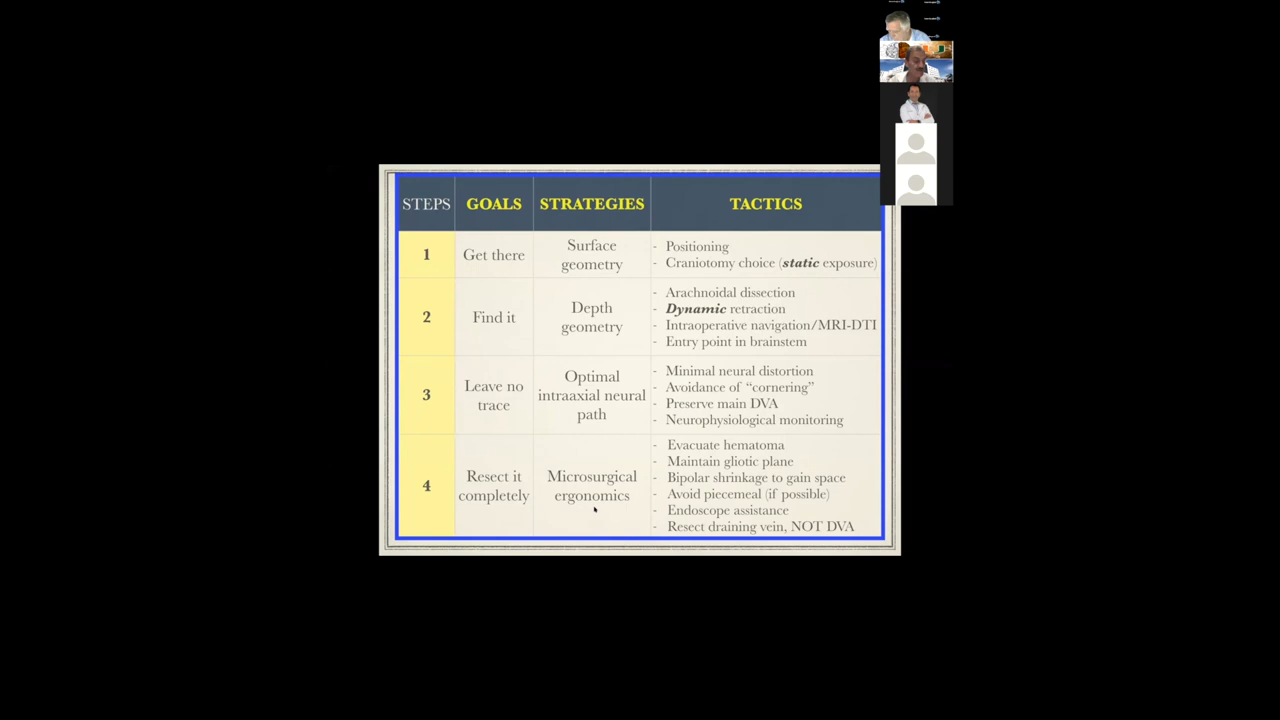 STEPS GOALS STRATEGIES TACTICS
1 Get there Surface geometry
- Positioning
- Craniotomy choice (static exposure)
2 Find it Depth geometry
- Arachnoidal dissection
- Dynamic retraction
- Intraoperative navigation/MRI-DTI
- Entry point in brainstem
3 Leave no trace Optimal intraaxial neural path
- Minimal neural distortion
- Avoidance of “cornering”
- Preserve main DVA
- Neurophysiological monitoring
4 Resect it completely Microsurgical ergonomics
- Evacuate hematoma
- Maintain gliotic plane
- Bipolar shrinkage to gain space
- Avoid piecemeal (if possible)
- Endoscope assistance
- Resect draining vein, NOT DVA